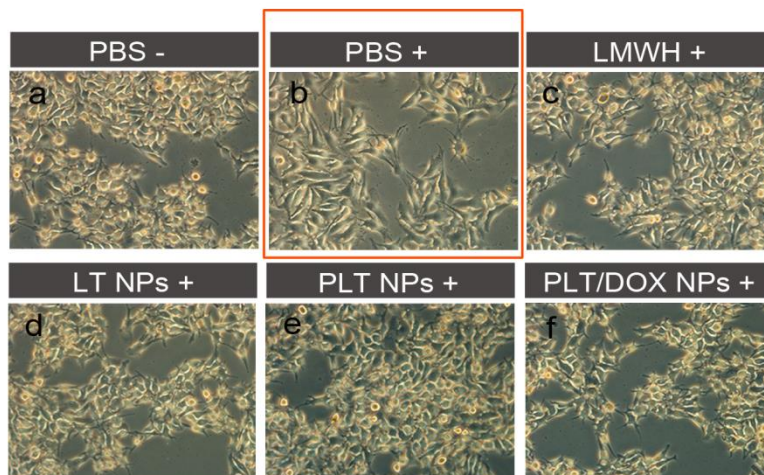 PBS -
PBS +
LMWH +
a
b
c
LT NPs +
PLT NPs +
PLT/DOX NPs +
d
e
f